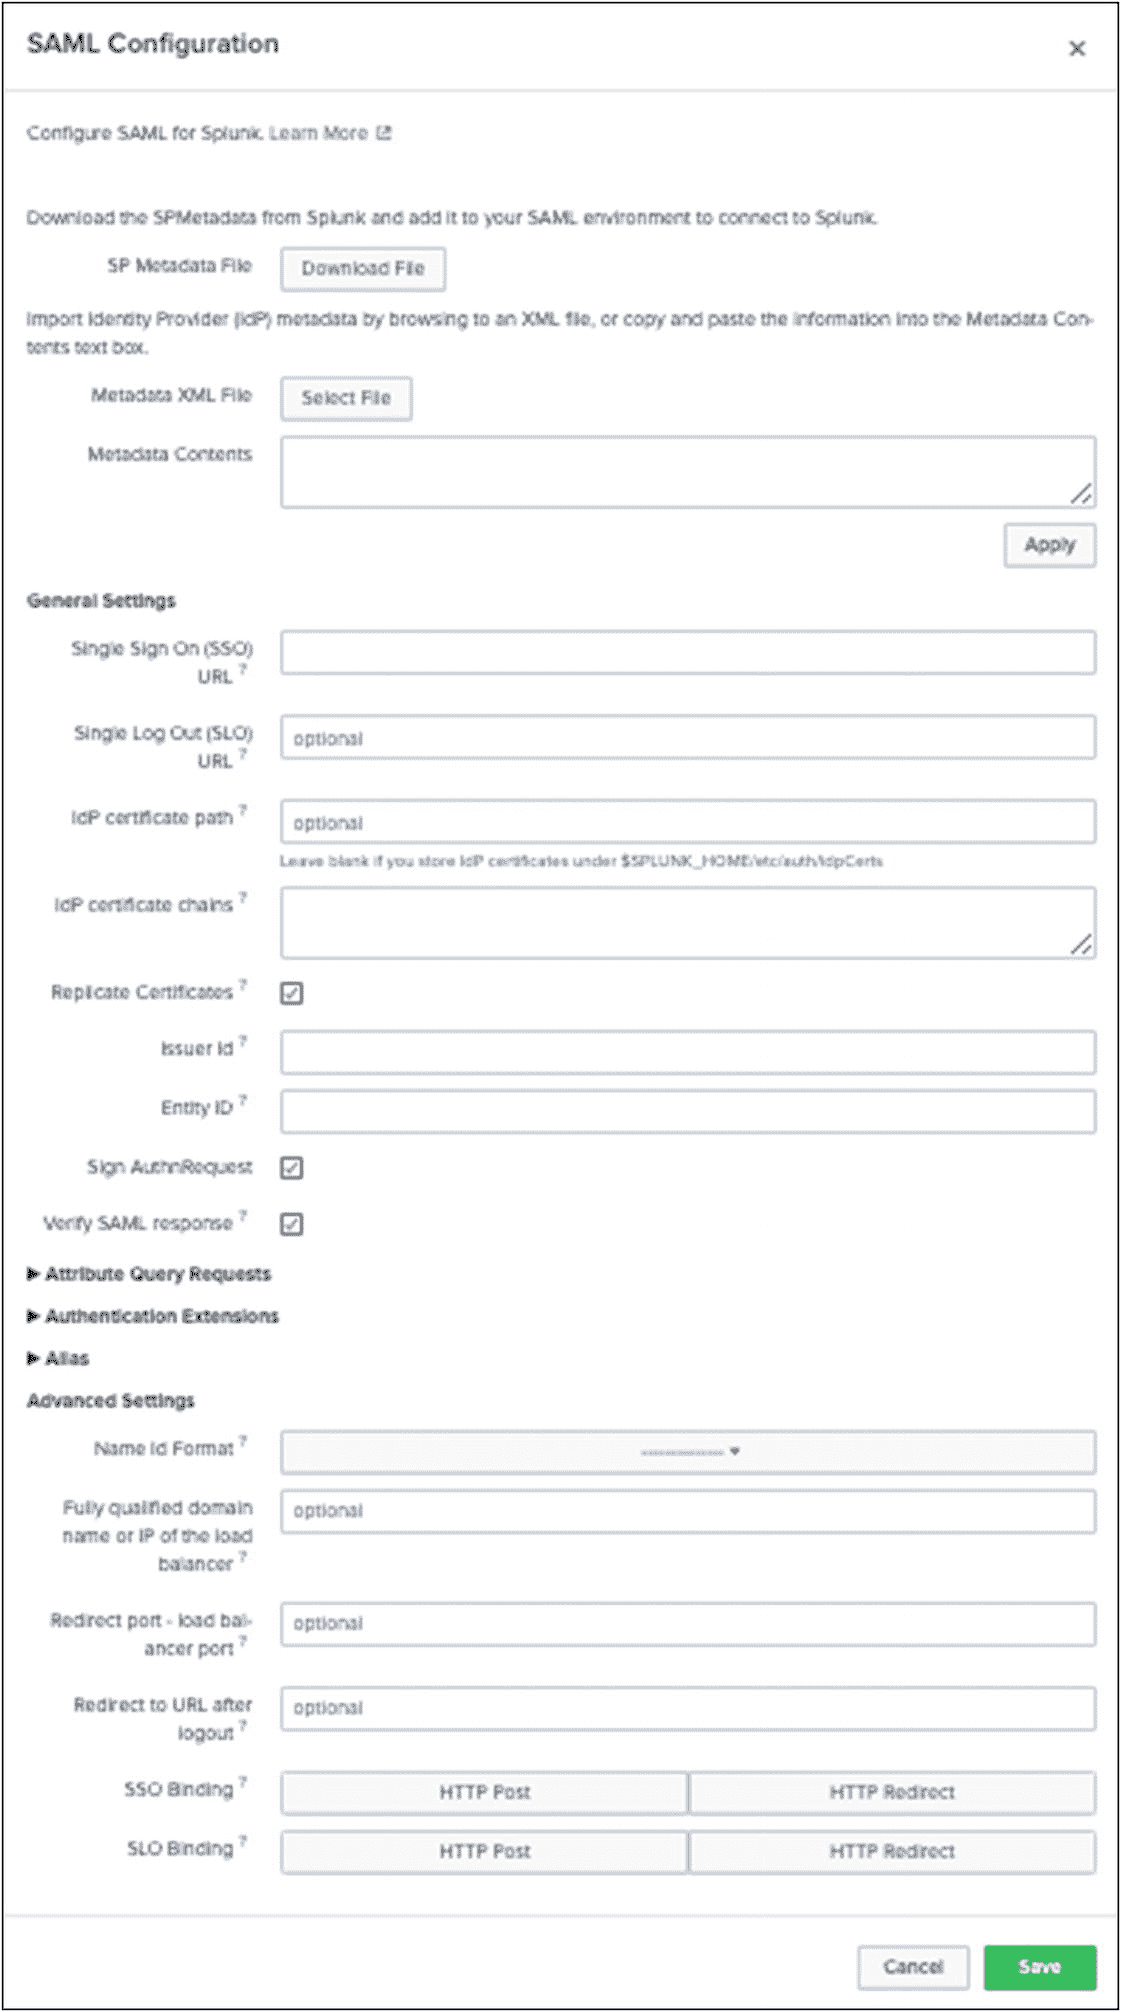 SAML Configuration
Configure SAML for Splunk. Learn More
Download the SPMetadata from Splunk and add it to your SAML environment to connect to Splunk.
SP Metadata File
Download File
Import Identity Provider (IdP) metadata by browsing to an XML file, or copy and paste the information into the Metadata Con-
tents text box.
Metadata XML File
Select File
Metadata Contents
Apply
General Settings
Single Sign On (SSO)
URL ?
Single Log Out (SLO)
URL ?
optional
IdP certificate path ?
optional
Leave blank if you store IdP certificates under $SPLUNK_HOME/etc/auth/idpCerts
IdP certificate chains ?
Replicate Certificates ?
Issuer Id ?
Entity ID ?
Sign AuthnRequest
Verify SAML response ?
Attribute Query Requests
Authentication Extensions
Alias
Advanced Settings
Name Id Format ?
Fully qualified domain
name or IP of the load
balancer ?
optional
Redirect port - load bal-
ancer port ?
optional
Redirect to URL after
logout ?
optional
SSO Binding ?
HTTP Post
HTTP Redirect
SLO Binding ?
HTTP Post
HTTP Redirect
Cancel
Save